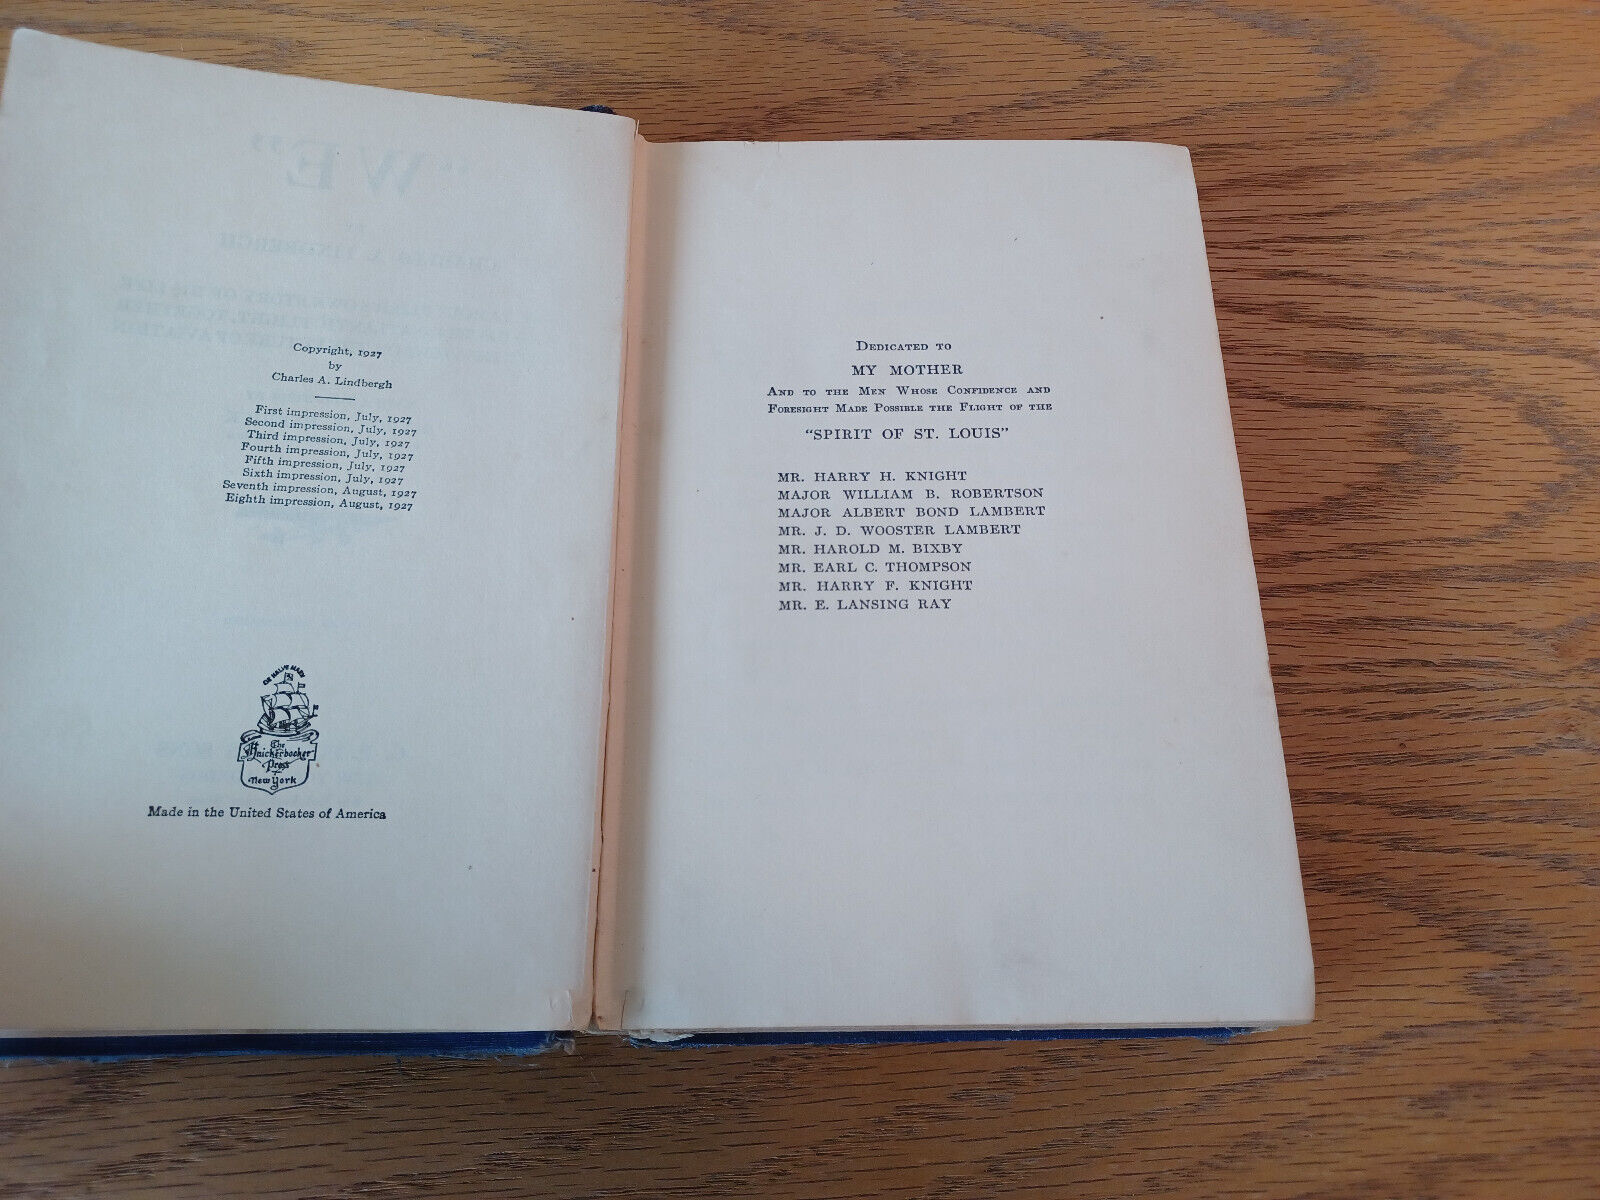 Copyright, 1927
by
Charles A. Lindbergh
First impression, July, 1927
Second impression, July, 1927
Third impression, July, 1927
Fourth impression, July, 1927
Fifth impression, July, 1927
Sixth impression, July, 1927
Seventh impression, August, 1927
Eighth impression, August, 1927
DE HALVE MAEN
The
Knickerbocker
Press
New York
Made in the United States of America
DEDICATED TO
MY MOTHER
AND TO THE MEN WHOSE CONFIDENCE AND
FORESIGHT MADE POSSIBLE THE FLIGHT OF THE
"SPIRIT OF ST. LOUIS"
MR. HARRY H. KNIGHT
MAJOR WILLIAM B. ROBERTSON
MAJOR ALBERT BOND LAMBERT
MR. J. D. WOOSTER LAMBERT
MR. HAROLD M. BIXBY
MR. EARL C. THOMPSON
MR. HARRY F. KNIGHT
MR. E. LANSING RAY